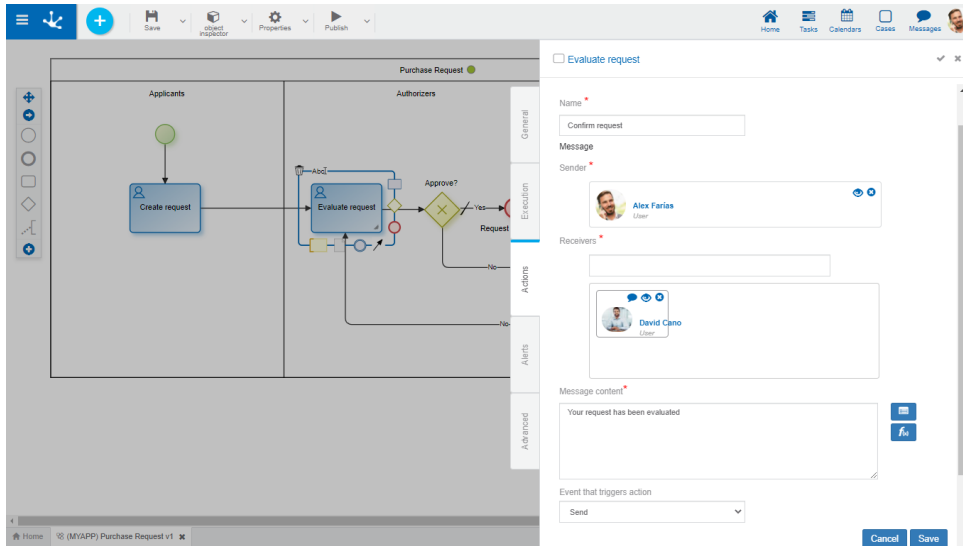 Save
object
inspector
Properties
Publish
Home
Tasks
Calendars
Cases
Messages
Purchase Request
Applicants
Authorizers
Create request
Abc
Evaluate request
Approve?
Yes
Request
No
No
General
Execution
Actions
Alerts
Advanced
Evaluate request
Name *
Confirm request
Message
Sender *
Alex Farías
User
Receivers *
David Cano
User
Message content*
Your request has been evaluated
f(x)
Event that triggers action
Send
Cancel
Save
Home
(MYAPP) Purchase Request v1